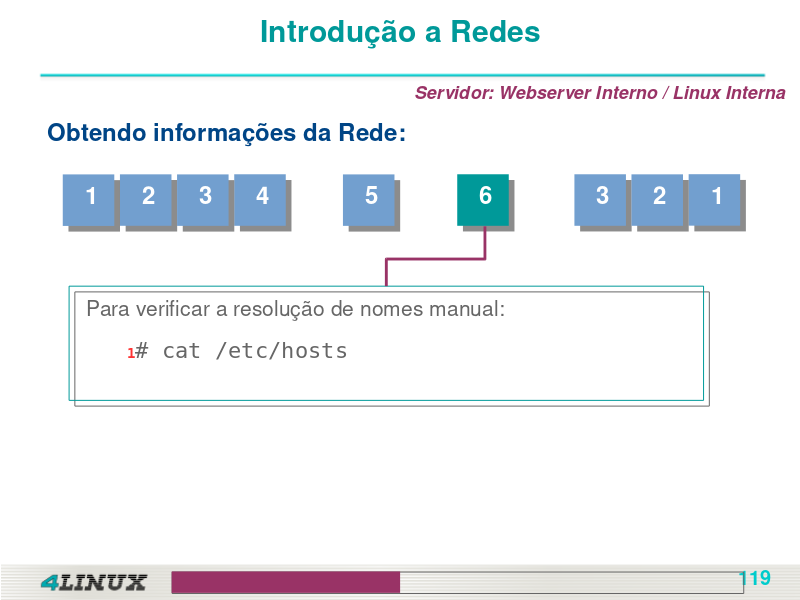 Introdução a Redes
Servidor: Webserver Interno / Linux Interna
Obtendo informações da Rede:
1 2 3 4 5 6 3 2 1
Para verificar a resolução de nomes manual:
1# cat /etc/hosts
4LINUX
119